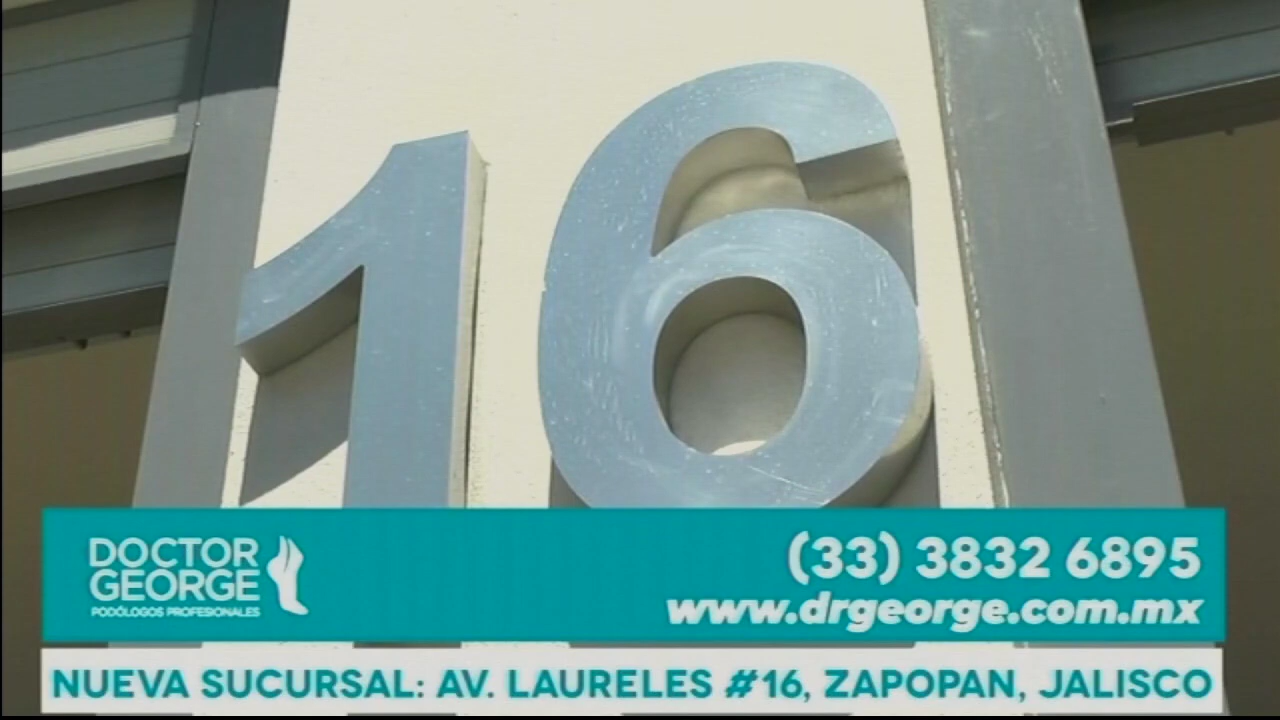 16
DOCTOR
GEORGE
PODÓLOGOS PROFESIONALES
(33) 3832 6895
www.drgeorge.com.mx
NUEVA SUCURSAL: AV. LAURELES #16, ZAPOPAN, JALISCO